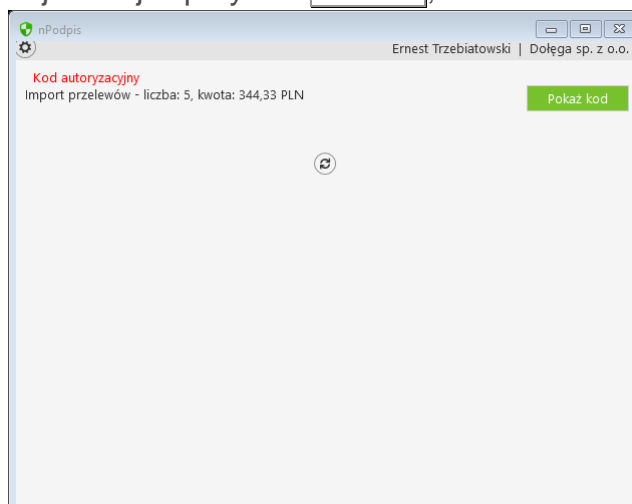 nPodpis
Ernest Trzebiatowski | Dołęga sp. z o.o.
Kod autoryzacyjny
Import przelewów - liczba: 5, kwota: 344,33 PLN
Pokaż kod